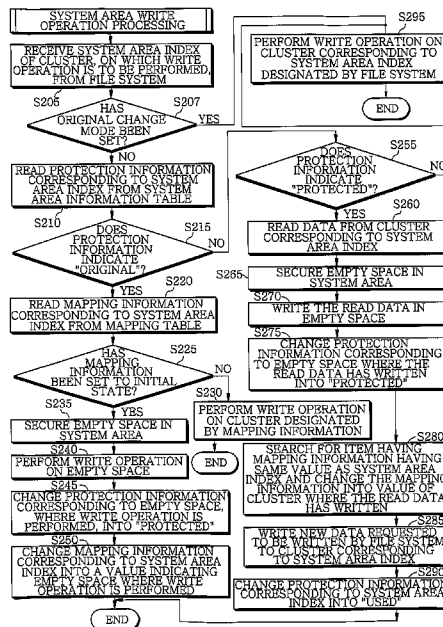 SYSTEM AREA WRITE
OPERATION PROCESSING
RECEIVE SYSTEM AREA INDEX
OF CLUSTER, ON WHICH WRITE
OPERATION IS TO BE PERFORMED,
FROM FILE SYSTEM
S205
S207
HAS
ORIGINAL CHANGE
MODE BEEN
SET?
YES
NO
READ PROTECTION INFORMATION
CORRESPONDING TO SYSTEM
AREA INDEX FROM SYSTEM
AREA INFORMATION TABLE
S210
S215
DOES
PROTECTION
INFORMATION
INDICATE
"ORIGINAL"?
NO
YES
S220
READ MAPPING INFORMATION
CORRESPONDING TO SYSTEM AREA
INDEX FROM MAPPING TABLE
S225
HAS
MAPPING
INFORMATION
BEEN SET TO INITIAL
STATE?
NO
YES
S230
PERFORM WRITE OPERATION
ON CLUSTER DESIGNATED
BY MAPPING INFORMATION
END
S235
SECURE EMPTY SPACE IN
SYSTEM AREA
S240
PERFORM WRITE OPERATION
ON EMPTY SPACE
S245
CHANGE PROTECTION INFORMATION
CORRESPONDING TO EMPTY SPACE,
WHERE WRITE OPERATION IS
PERFORMED, INTO "PROTECTED"
S250
CHANGE MAPPING INFORMATION
CORRESPONDING TO SYSTEM AREA
INDEX INTO A VALUE INDICATING
EMPTY SPACE WHERE WRITE
OPERATION IS PERFORMED
END
S295
PERFORM WRITE OPERATION ON
CLUSTER CORRESPONDING TO
SYSTEM AREA INDEX
DESIGNATED BY FILE SYSTEM
END
S255
DOES
PROTECTION
INFORMATION
INDICATE
"PROTECTED"?
NO
YES
S260
READ DATA FROM CLUSTER
CORRESPONDING TO SYSTEM
AREA INDEX
S265
SECURE EMPTY SPACE IN
SYSTEM AREA
S270
WRITE THE READ DATA IN
EMPTY SPACE
S275
CHANGE PROTECTION
INFORMATION CORRESPONDING
TO EMPTY SPACE WHERE THE
READ DATA HAS WRITTEN
INTO "PROTECTED"
S280
SEARCH FOR ITEM HAVING
MAPPING INFORMATION HAVING
SAME VALUE AS SYSTEM AREA
INDEX AND CHANGE THE MAPPING
INFORMATION INTO VALUE OF
CLUSTER WHERE THE READ DATA
HAS WRITTEN
S285
WRITE NEW DATA REQUESTED
TO BE WRITTEN BY FILE SYSTEM
TO CLUSTER CORRESPONDING
TO SYSTEM AREA INDEX
S290
CHANGE PROTECTION INFORMATION
CORRESPONDING TO SYSTEM AREA
INDEX INTO "USED"